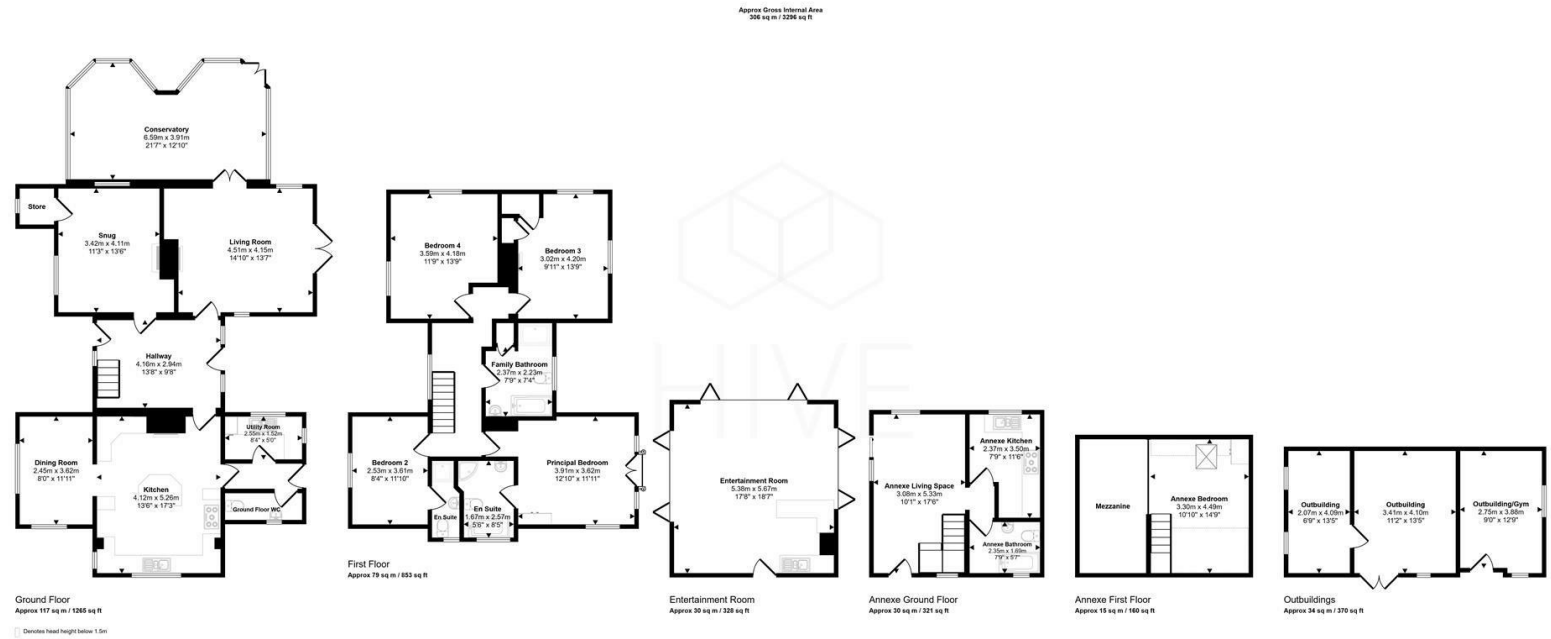 Approx Gross Internal Area
306 sq m / 3296 sq ft
Conservatory
6.59m x 3.91m
21'7" x 12'10"
Store
Snug
3.42m x 4.11m
11'3" x 13'6"
Living Room
4.51m x 4.15m
14'10" x 13'7"
Hallway
4.16m x 2.94m
13'8" x 9'8"
Utility Room
2.55m x 1.52m
8'4" x 5'0"
Dining Room
2.45m x 3.62m
8'0" x 11'11"
Kitchen
4.12m x 5.26m
13'6" x 17'3"
Ground Floor WC
Ground Floor
Approx 117 sq m / 1265 sq ft
Denotes head height below 1.5m
Bedroom 4
3.59m x 4.18m
11'9" x 13'9"
Bedroom 3
3.02m x 4.20m
9'11" x 13'9"
Family Bathroom
2.37m x 2.23m
7'9" x 7'4"
Bedroom 2
2.53m x 3.61m
8'4" x 11'10"
En Suite
En Suite
1.67m x 2.57m
5'6" x 8'5"
Principal Bedroom
3.91m x 3.62m
12'10" x 11'11"
First Floor
Approx 79 sq m / 853 sq ft
HIVE
Entertainment Room
5.38m x 5.67m
17'8" x 18'7"
Entertainment Room
Approx 30 sq m / 328 sq ft
Annexe Kitchen
2.37m x 3.50m
7'9" x 11'6"
Annexe Living Space
3.08m x 5.33m
10'1" x 17'6"
Annexe Bathroom
2.35m x 1.69m
7'9" x 5'7"
Annexe Ground Floor
Approx 30 sq m / 321 sq ft
Mezzanine
Annexe Bedroom
3.30m x 4.49m
10'10" x 14'9"
Annexe First Floor
Approx 15 sq m / 160 sq ft
Outbuilding
2.07m x 4.09m
6'9" x 13'5"
Outbuilding
3.41m x 4.10m
11'2" x 13'5"
Outbuilding/Gym
2.75m x 3.88m
9'0" x 12'9"
Outbuildings
Approx 34 sq m / 370 sq ft